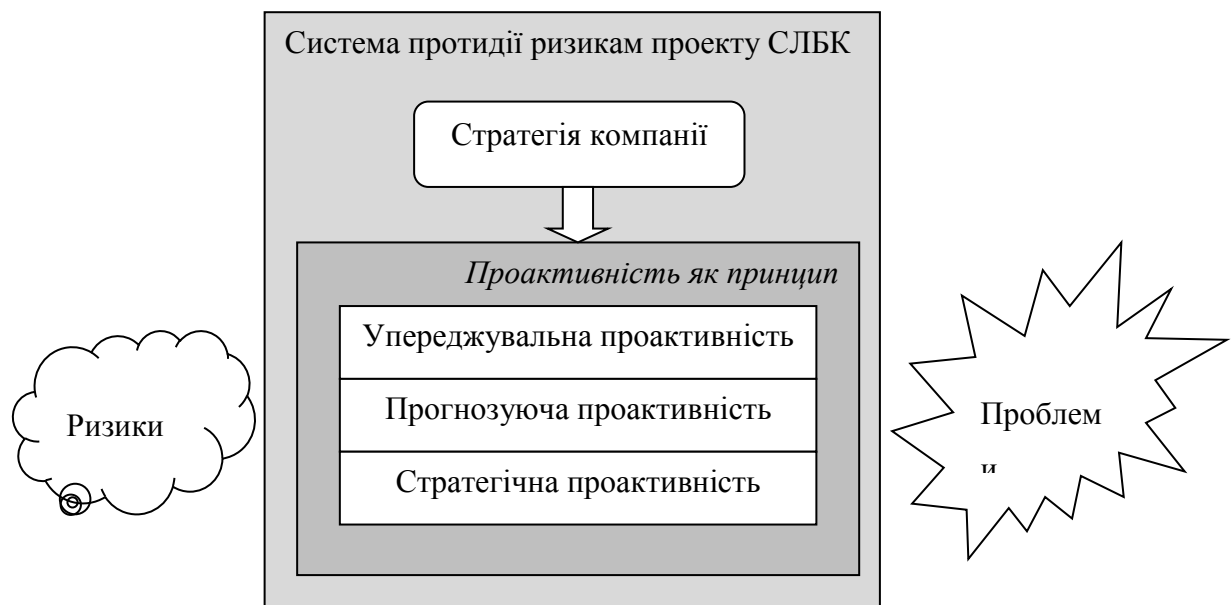 Система протидії ризикам проекту СЛБК
Стратегія компанії
Проактивність як принцип
Упереджувальна проактивність
Прогнозуюча проактивність
Стратегічна проактивність
Ризики
Проблем
и